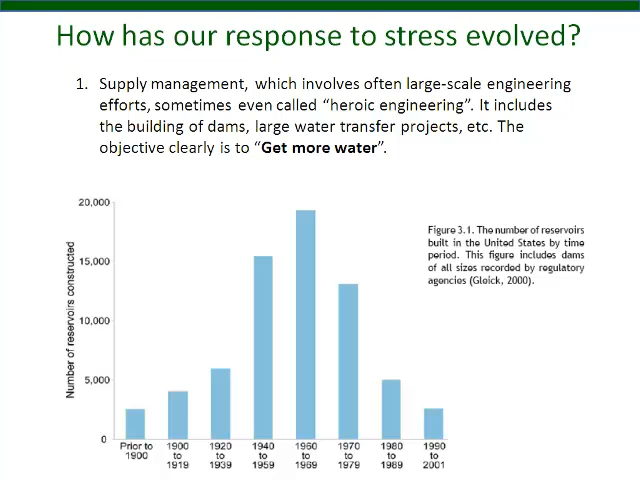 How has our response to stress evolved?
1. Supply management, which involves often large-scale engineering
efforts, sometimes even called “heroic engineering”. It includes
the building of dams, large water transfer projects, etc. The
objective clearly is to “Get more water”.
Figure 3.1. The number of reservoirs
built in the United States by time
period. This figure includes dams
of all sizes recorded by regulatory
agencies (Gleick, 2000).
Number of reservoirs constructed
20,000
15,000
10,000
5,000
0
Prior to 1900 1900 1920 1940 1960 1970 1980 1990
to to to to to to to
1919 1939 1959 1969 1979 1989 2001